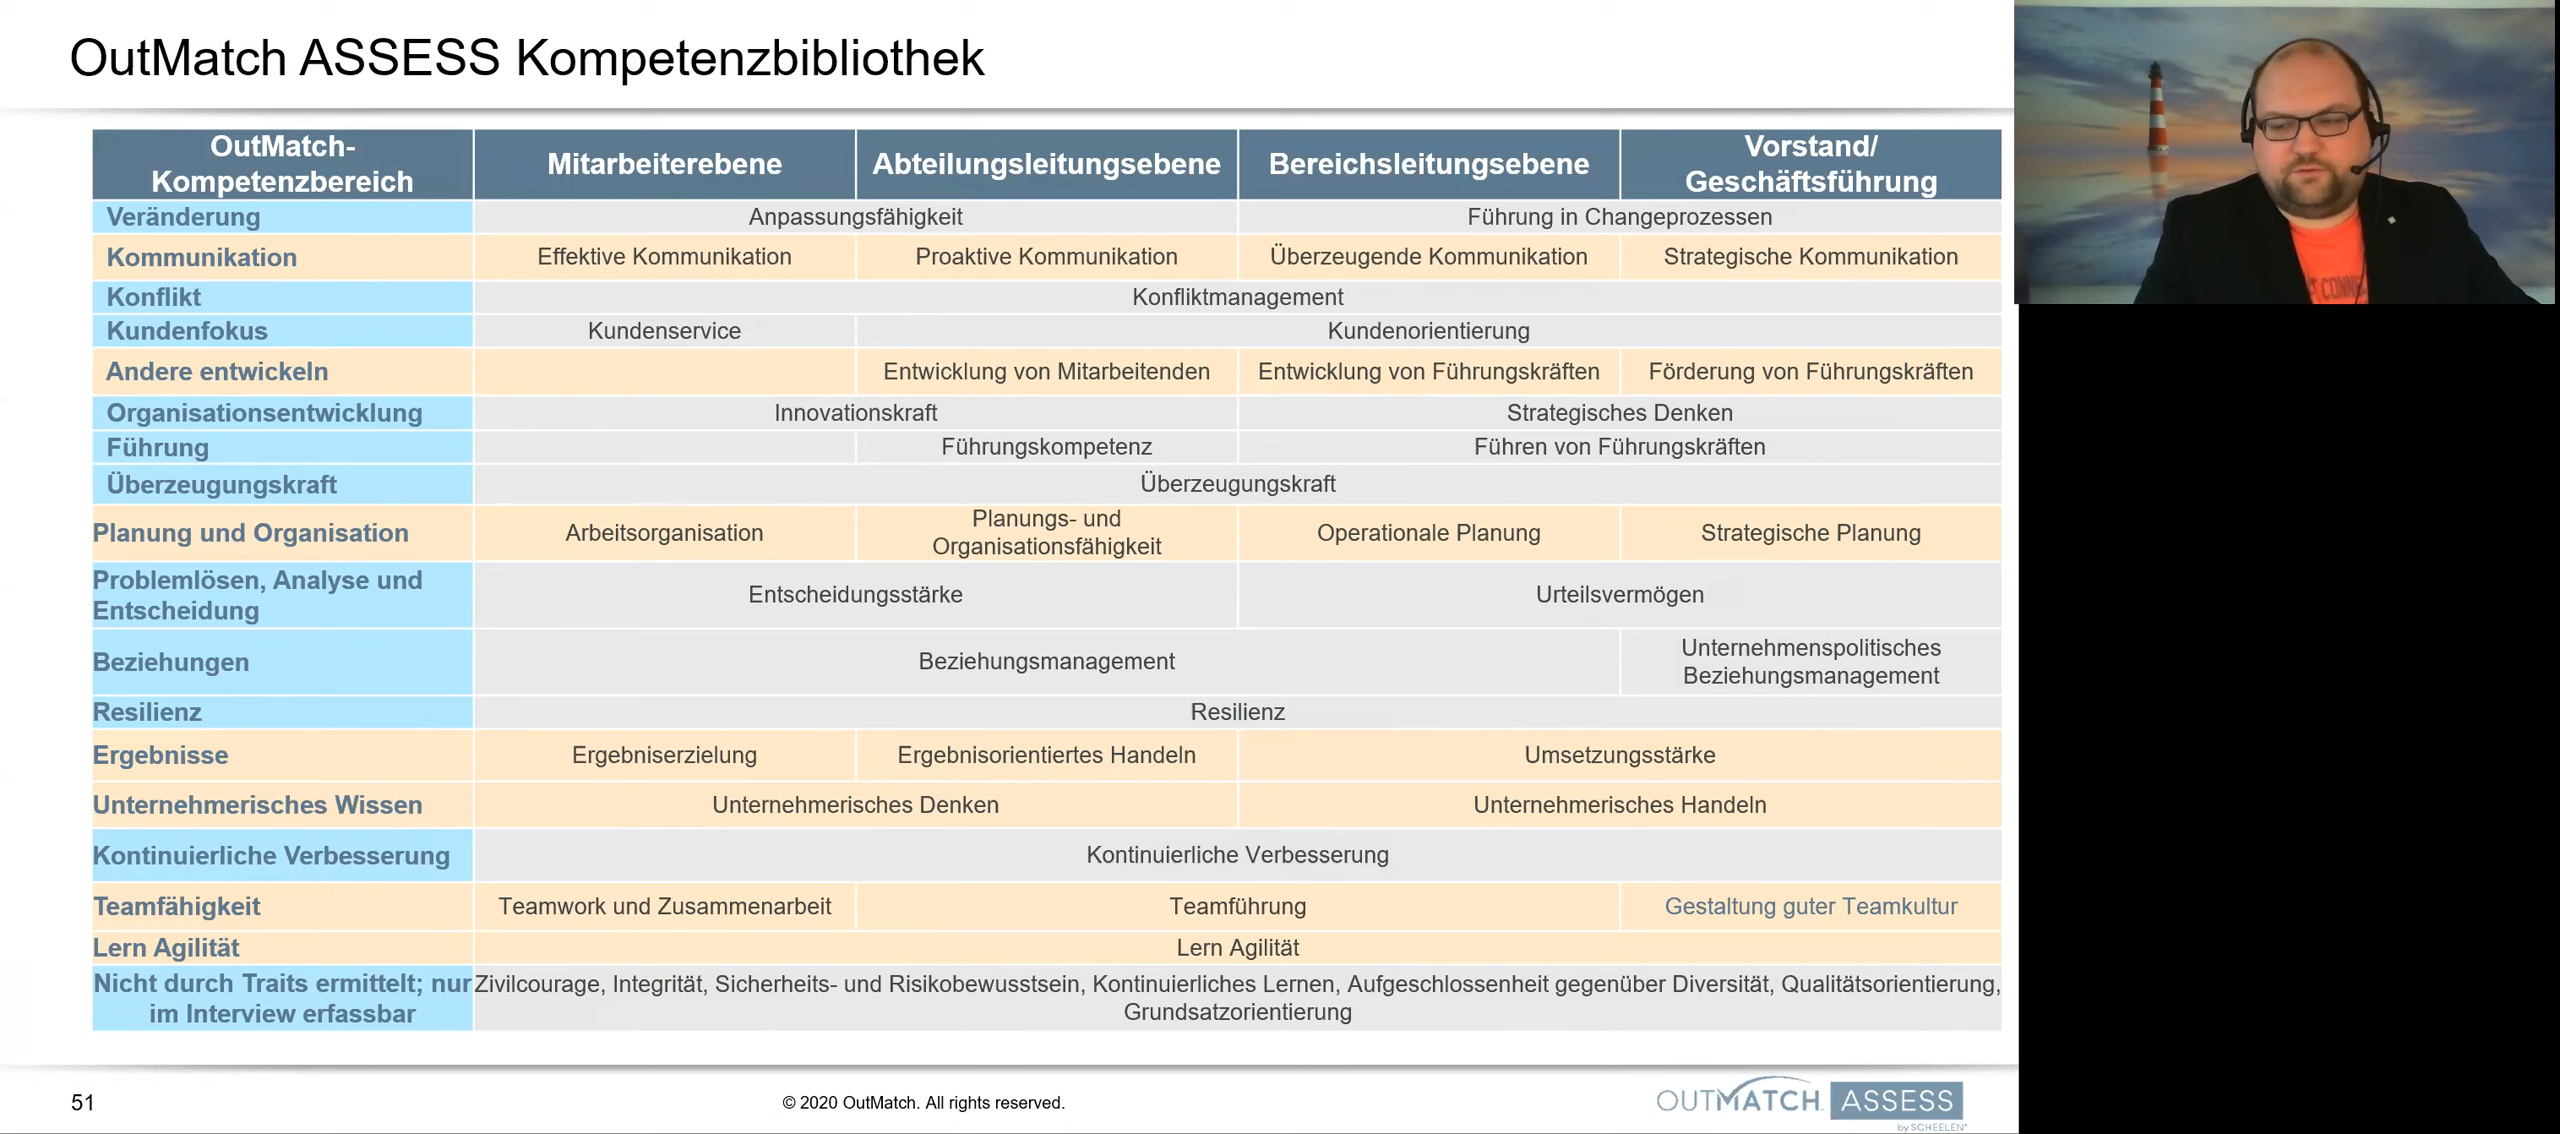 OutMatch ASSESS Kompetenzbibliothek
OutMatch-
Kompetenzbereich
Mitarbeiterebene
Abteilungsleitungsebene
Bereichsleitungsebene
Vorstand/
Geschäftsführung
Veränderung
Anpassungsfähigkeit
Führung in Changeprozessen
Kommunikation
Effektive Kommunikation
Proaktive Kommunikation
Überzeugende Kommunikation
Strategische Kommunikation
Konflikt
Konfliktmanagement
Kundenfokus
Kundenservice
Kundenorientierung
Andere entwickeln
Entwicklung von Mitarbeitenden
Entwicklung von Führungskräften
Förderung von Führungskräften
Organisationsentwicklung
Innovationskraft
Strategisches Denken
Führung
Führungskompetenz
Führen von Führungskräften
Überzeugungskraft
Überzeugungskraft
Planung und Organisation
Arbeitsorganisation
Planungs- und
Organisationsfähigkeit
Operationale Planung
Strategische Planung
Problemlösen, Analyse und
Entscheidung
Entscheidungsstärke
Urteilsvermögen
Beziehungen
Beziehungsmanagement
Unternehmenspolitisches
Beziehungsmanagement
Resilienz
Resilienz
Ergebnisse
Ergebniserzielung
Ergebnisorientiertes Handeln
Umsetzungsstärke
Unternehmerisches Wissen
Unternehmerisches Denken
Unternehmerisches Handeln
Kontinuierliche Verbesserung
Kontinuierliche Verbesserung
Teamfähigkeit
Teamwork und Zusammenarbeit
Teamführung
Gestaltung guter Teamkultur
Lern Agilität
Lern Agilität
Nicht durch Traits ermittelt; nur
im Interview erfassbar
Zivilcourage, Integrität, Sicherheits- und Risikobewusstsein, Kontinuierliches Lernen, Aufgeschlossenheit gegenüber Diversität, Qualitätsorientierung,
Grundsatzorientierung
51
© 2020 OutMatch. All rights reserved.
OUTMATCH ASSESS
by SCHEELEN®